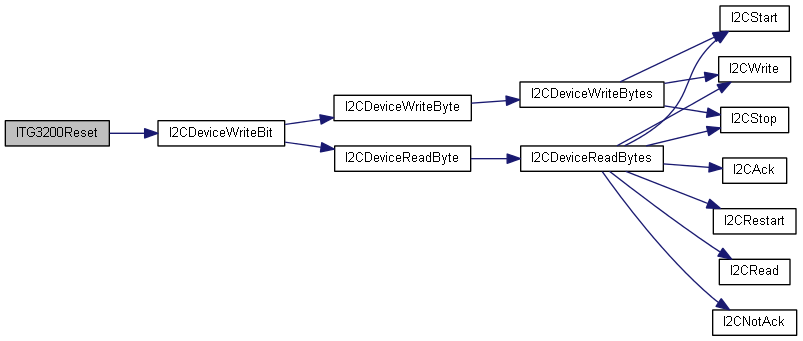 ITG3200Reset
I2CDeviceWriteBit
I2CDeviceWriteByte
I2CDeviceReadByte
I2CDeviceWriteBytes
I2CDeviceReadBytes
I2CStart
I2CWrite
I2CStop
I2CAck
I2CRestart
I2CRead
I2CNotAck